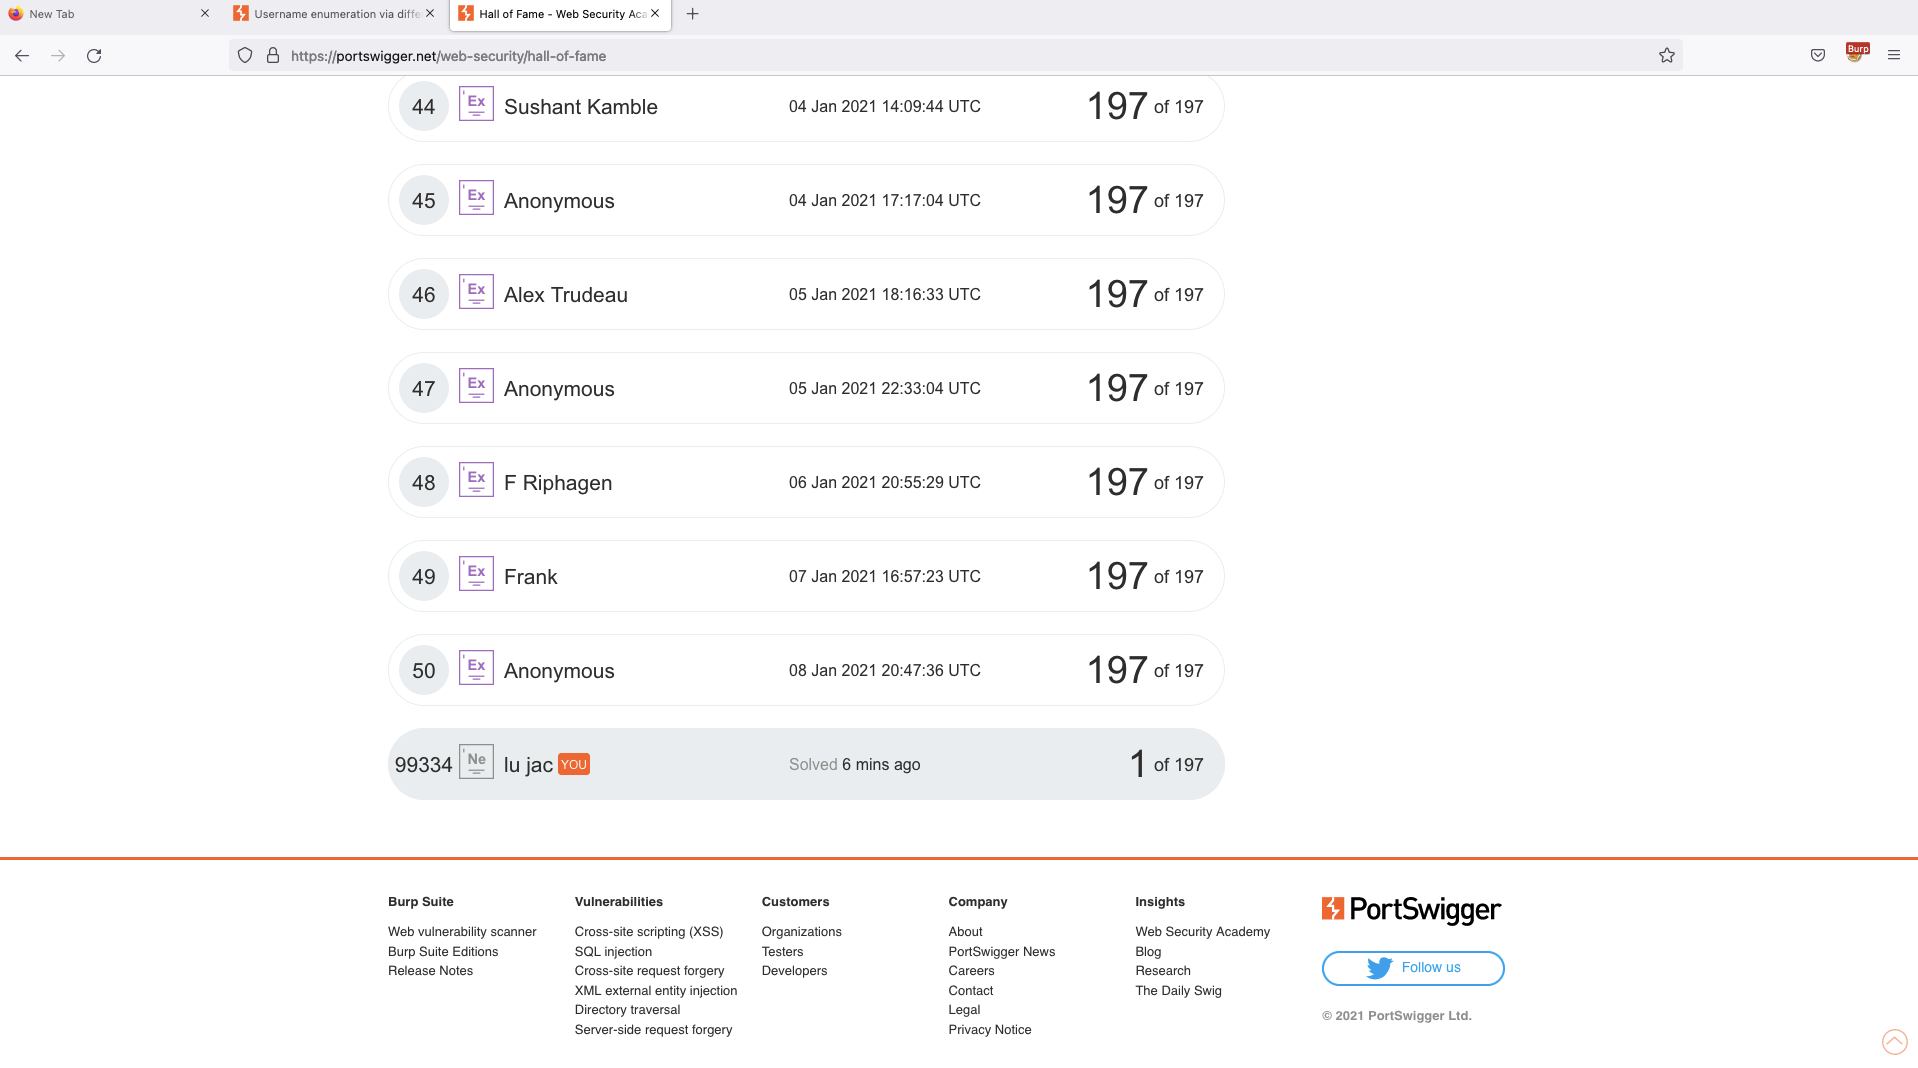 New Tab
Username enumeration via diffe
Hall of Fame - Web Security Aca
https://portswigger.net/web-security/hall-of-fame
Burp
44 Ex Sushant Kamble 04 Jan 2021 14:09:44 UTC 197 of 197
45 Ex Anonymous 04 Jan 2021 17:17:04 UTC 197 of 197
46 Ex Alex Trudeau 05 Jan 2021 18:16:33 UTC 197 of 197
47 Ex Anonymous 05 Jan 2021 22:33:04 UTC 197 of 197
48 Ex F Riphagen 06 Jan 2021 20:55:29 UTC 197 of 197
49 Ex Frank 07 Jan 2021 16:57:23 UTC 197 of 197
50 Ex Anonymous 08 Jan 2021 20:47:36 UTC 197 of 197
99334 Ne lu jac YOU Solved 6 mins ago 1 of 197
Burp Suite
Web vulnerability scanner
Burp Suite Editions
Release Notes
Vulnerabilities
Cross-site scripting (XSS)
SQL injection
Cross-site request forgery
XML external entity injection
Directory traversal
Server-side request forgery
Customers
Organizations
Testers
Developers
Company
About
PortSwigger News
Careers
Contact
Legal
Privacy Notice
Insights
Web Security Academy
Blog
Research
The Daily Swig
PortSwigger
Follow us
© 2021 PortSwigger Ltd.